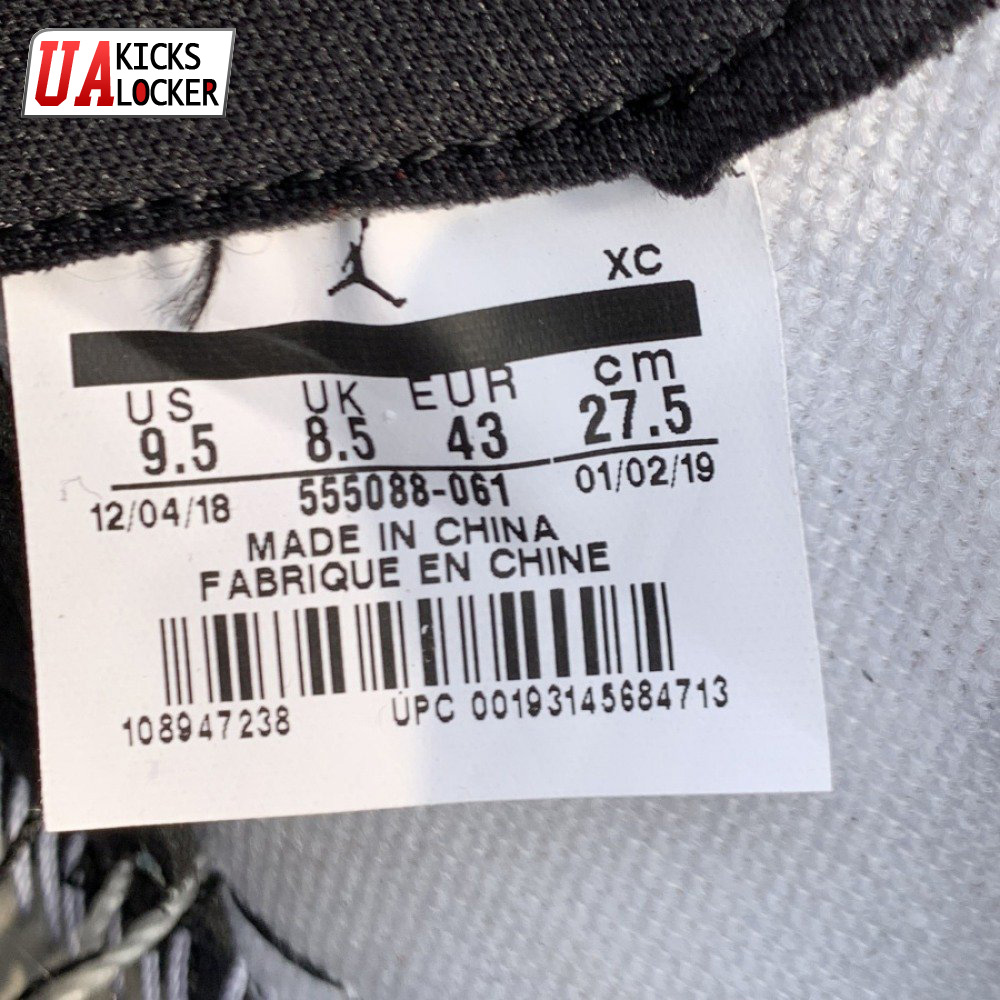 UA KICKS
LOCKER
XC
US UK EUR cm
9.5 8.5 43 27.5
12/04/18 555088-061 01/02/19
MADE IN CHINA
FABRIQUE EN CHINE
108947238 UPC 00193145684713